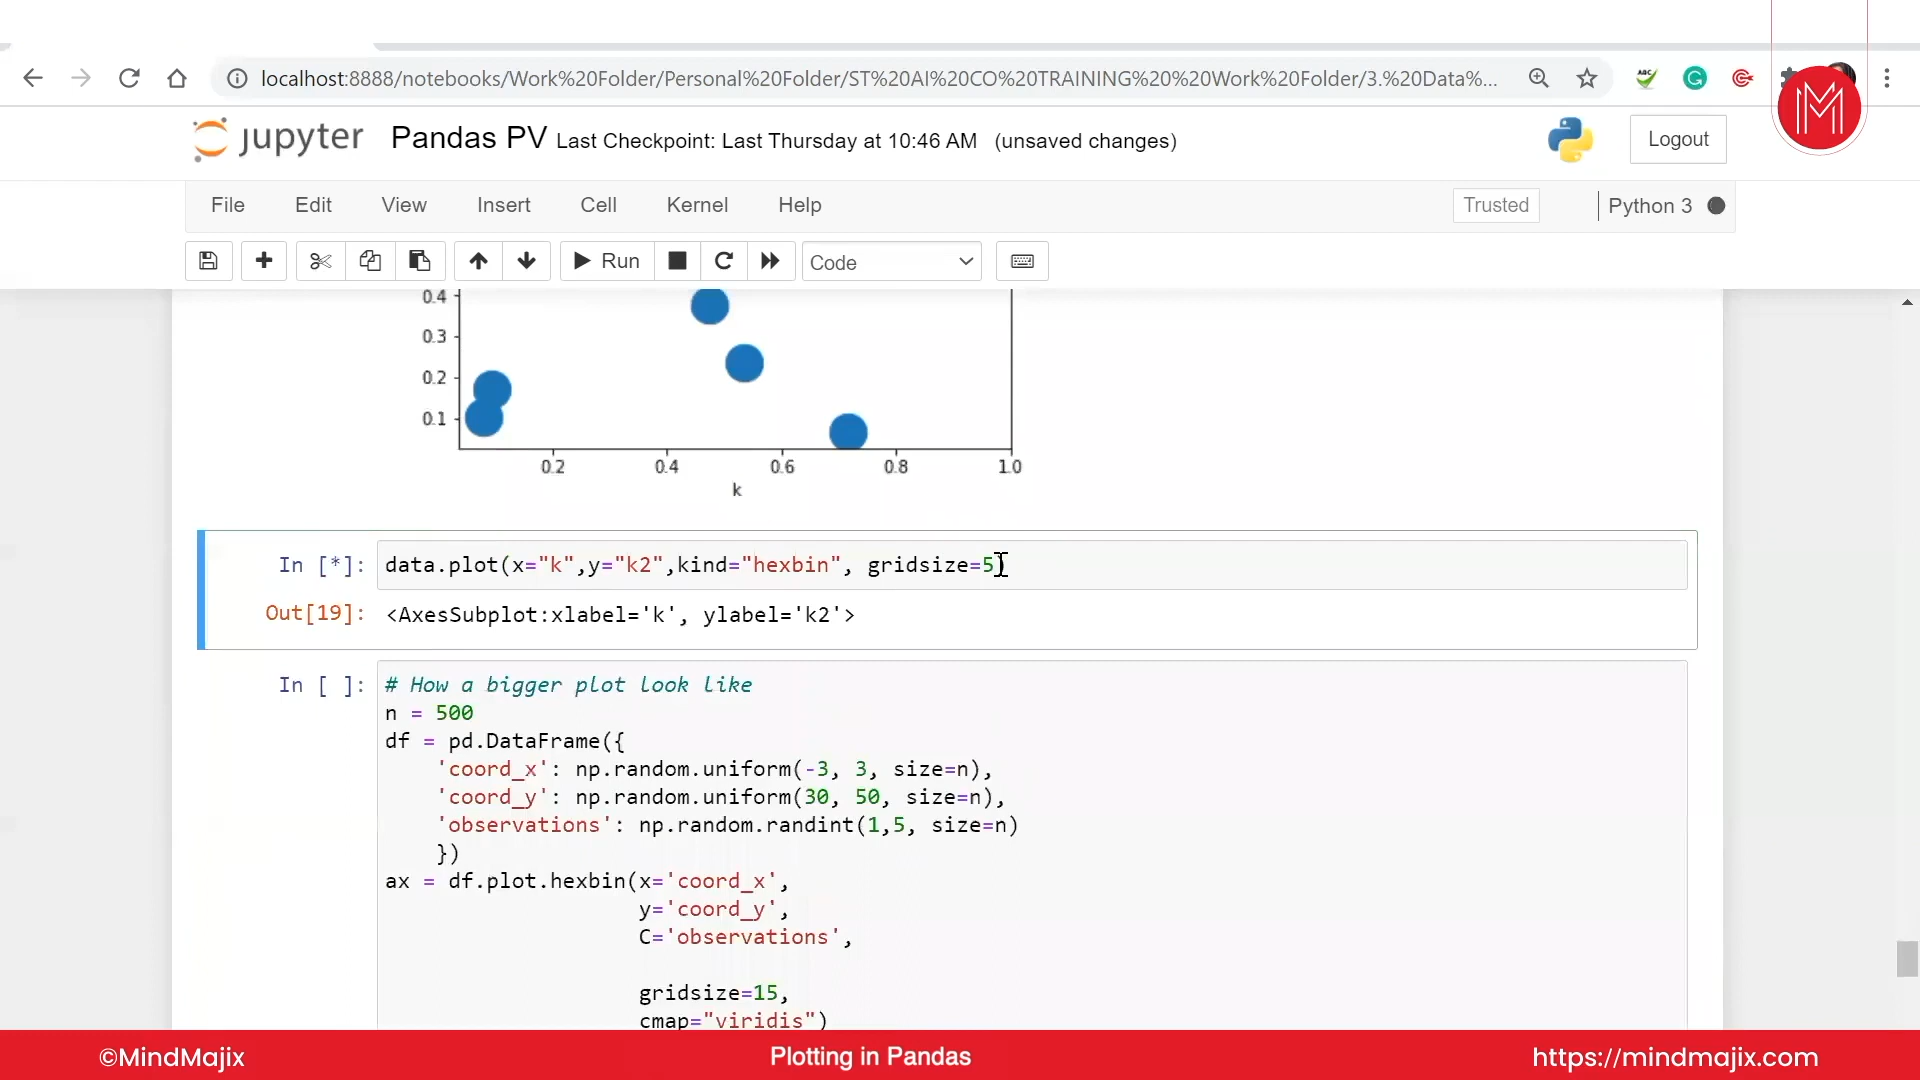 localhost:8888/notebooks/Work%20Folder/Personal%20Folder/ST%20AI%20CO%20TRAINING%20%20Work%20Folder/3.%20Data%...
ABC
G
M
jupyter Pandas PV Last Checkpoint: Last Thursday at 10:46 AM (unsaved changes)
Logout
File Edit View Insert Cell Kernel Help
Trusted
Python 3
Run
Code
0.4
0.3
0.2
0.1
0.2 0.4 0.6 0.8 1.0
k
In [*]: data.plot(x="k",y="k2",kind="hexbin", gridsize=5)
Out[19]: <AxesSubplot:xlabel='k', ylabel='k2'>
In [ ]: # How a bigger plot look like
n = 500
df = pd.DataFrame({
'coord_x': np.random.uniform(-3, 3, size=n),
'coord_y': np.random.uniform(30, 50, size=n),
'observations': np.random.randint(1,5, size=n)
})
ax = df.plot.hexbin(x='coord_x',
y='coord_y',
C='observations',
gridsize=15,
cmap="viridis")
©MindMajix
Plotting in Pandas
https://mindmajix.com